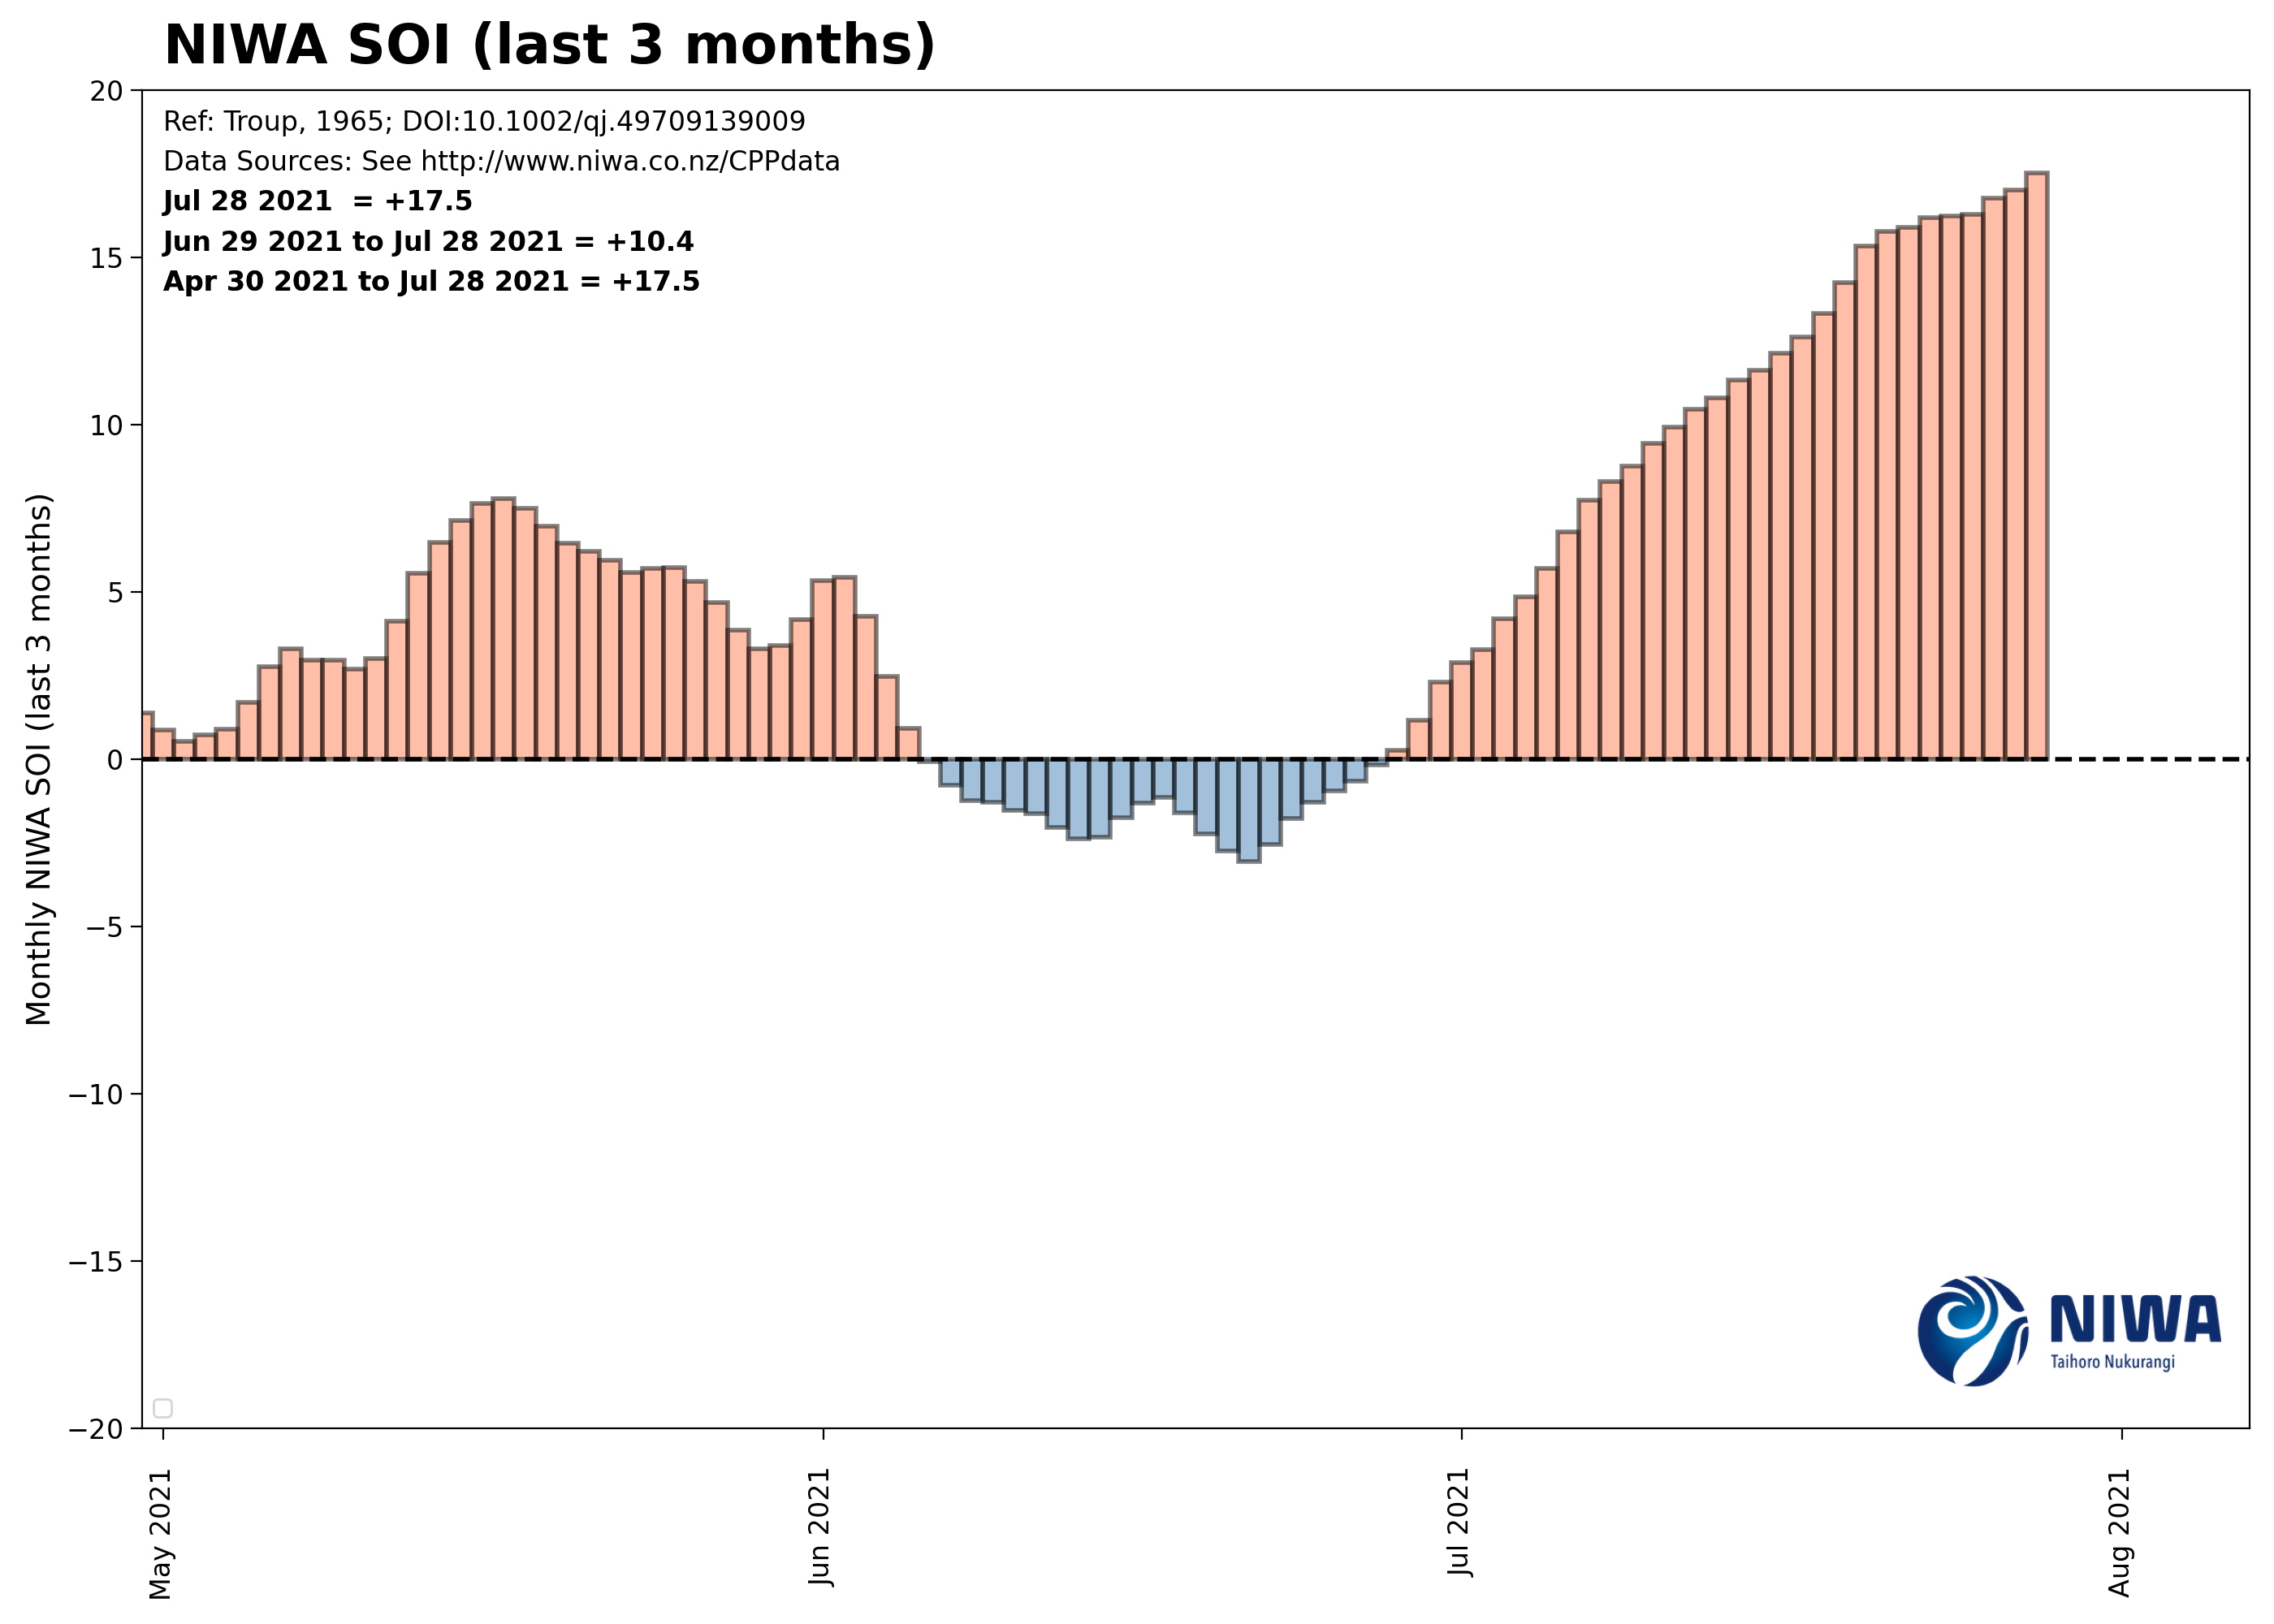 NIWA SOI (last 3 months)
Ref: Troup, 1965; DOI:10.1002/qj.49709139009
Data Sources: See http://www.niwa.co.nz/CPPdata
Jul 28 2021  = +17.5
Jun 29 2021 to Jul 28 2021 = +10.4
Apr 30 2021 to Jul 28 2021 = +17.5
Monthly NIWA SOI (last 3 months)
20
15
10
5
0
−5
−10
−15
−20
May 2021
Jun 2021
Jul 2021
Aug 2021
NIWA
Taihoro Nukurangi